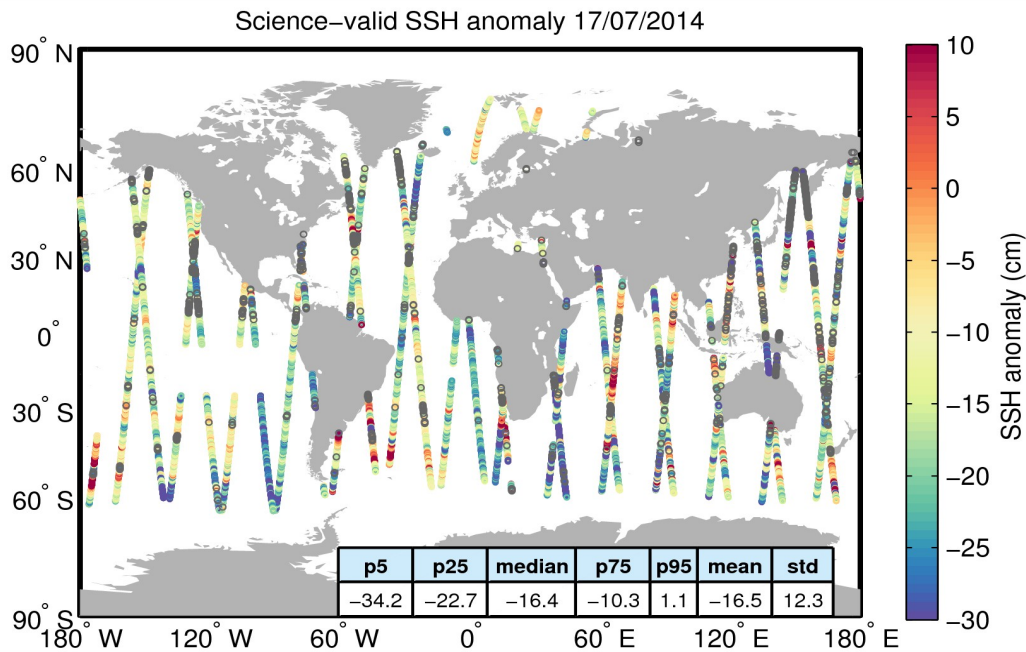 Science−valid SSH anomaly 17/07/2014
90° N
60° N
30° N
0°
30° S
60° S
90° S
180° W
120° W
60° W
0°
60° E
120° E
180° E
p5 p25 median p75 p95 mean std
−34.2 −22.7 −16.4 −10.3 1.1 −16.5 12.3
10
5
0
−5
−10
−15
−20
−25
−30
SSH anomaly (cm)